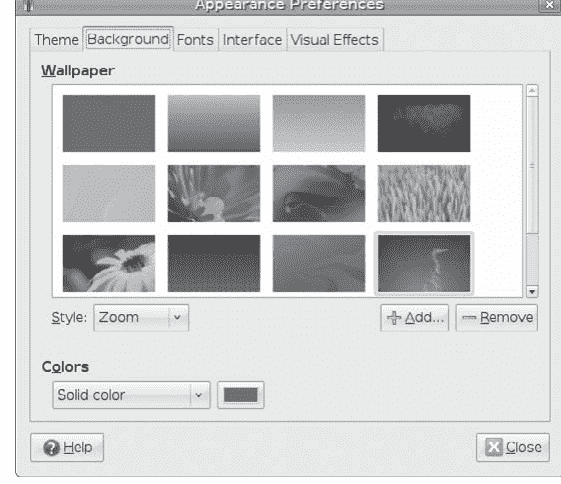 Appearance Preferences
Theme Background Fonts Interface Visual Effects
Wallpaper
Style: Zoom Add... Remove
Colors
Solid color
Help Close